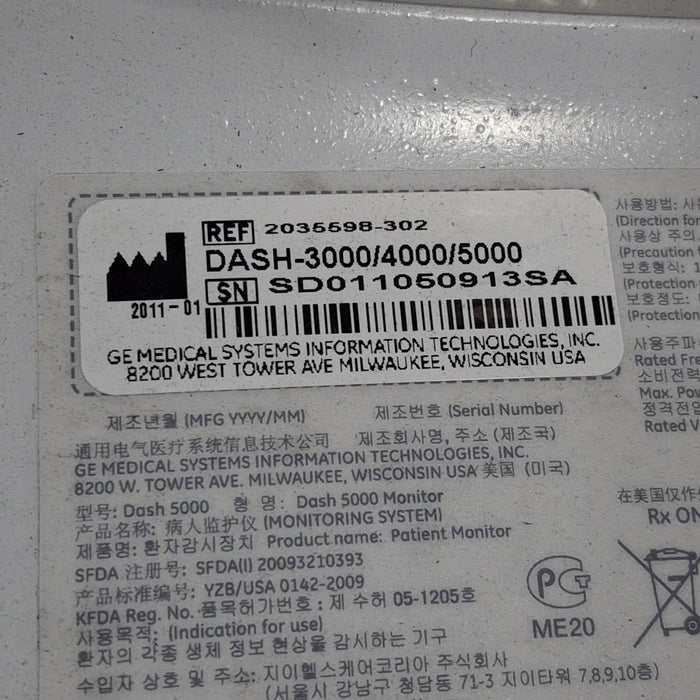 REF 2035598-302
DASH-3000/4000/5000
SN SD011050913SA
2011-01
GE MEDICAL SYSTEMS INFORMATION TECHNOLOGIES, INC.
8200 WEST TOWER AVE MILWAUKEE, WISCONSIN USA
제조년월 (MFG YYYY/MM) 제조번호 (Serial Number)
通用电气医疗系统信息技术公司 제조회사명, 주소 (제조국)
GE MEDICAL SYSTEMS INFORMATION TECHNOLOGIES, INC.
8200 W. TOWER AVE. MILWAUKEE, WISCONSIN USA 美国 (미국)
型号: Dash 5000 형 명: Dash 5000 Monitor
产品名称: 病人监护仪 (MONITORING SYSTEM)
제품명: 환자감시장치 Product name: Patient Monitor
SFDA 注册号: SFDA(I) 20093210393
产品标准编号: YZB/USA 0142-2009
KFDA Reg. No. 품목허가번호 : 제 수허 05-1205호
사용목적: (Indication for use)
환자의 각종 생체 정보 현상을 감시하는 기구
수입자 상호 및 주소: 지이헬스케어코리아 주식회사
(서울시 강남구 청담동 71-3 지이타워 7,8,9,10층)
사용방법: 사
(Direction for
사용상 주의
(Precaution
보호형식:
(Protection
보호정도:
(Protection
사용주파
Rated Fre
소비전력
Max. Pow
정격전압
Rated V
在美国仅作
Rx ON
PG
ME20